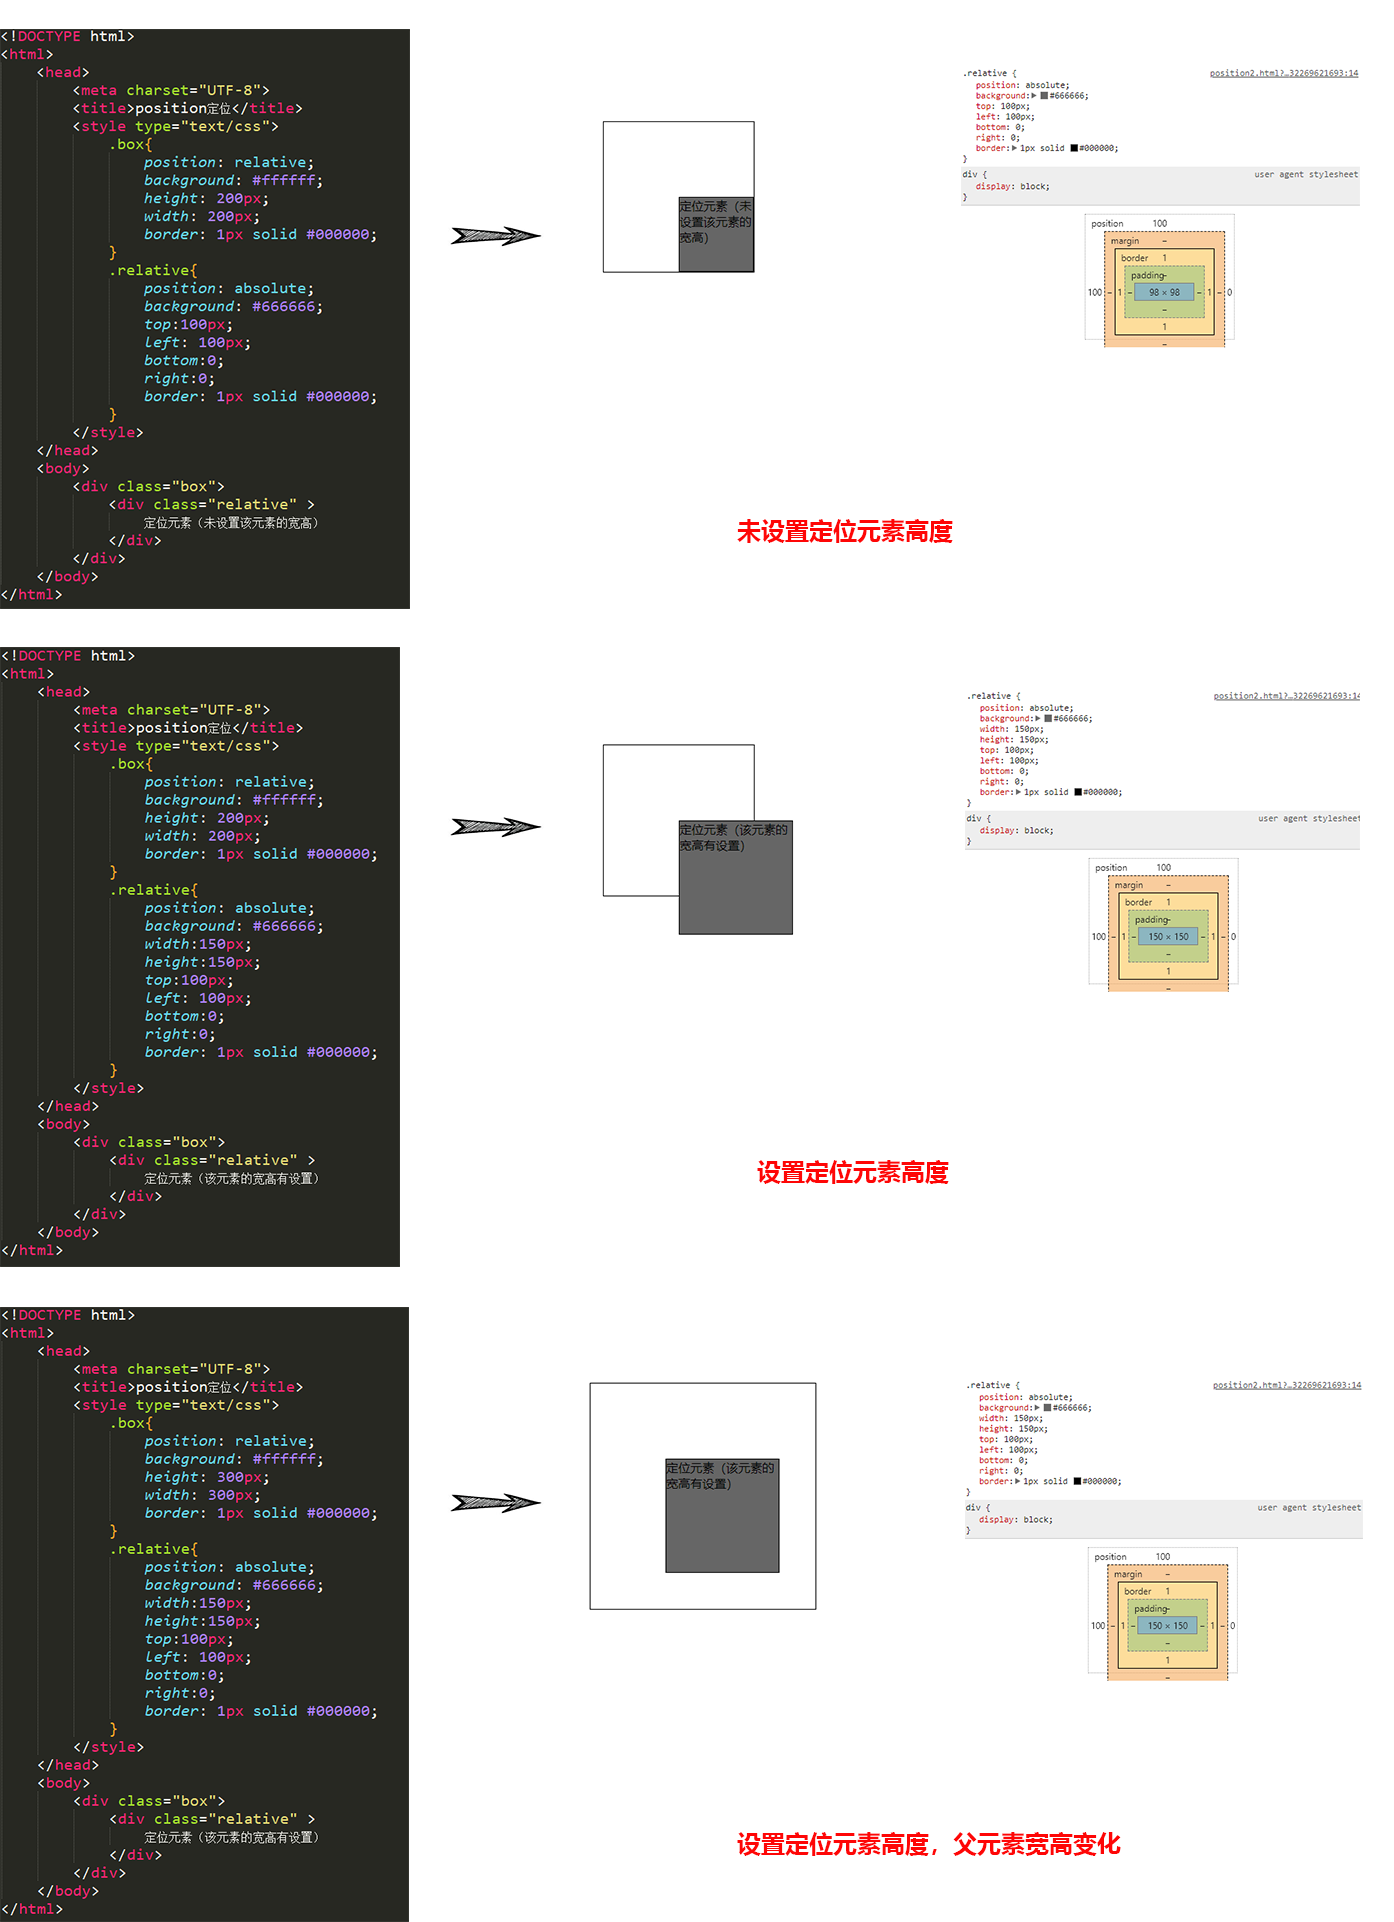 <!DOCTYPE html>
<html>
<head>
<meta charset="UTF-8">
<title>position定位</title>
<style type="text/css">
.box{
position: relative;
background: #ffffff;
height: 200px;
width: 200px;
border: 1px solid #000000;
}
.relative{
position: absolute;
background: #666666;
top:100px;
left: 100px;
bottom:0;
right:0;
border: 1px solid #000000;
}
</style>
</head>
<body>
<div class="box">
<div class="relative" >
定位元素（未设置该元素的宽高）
</div>
</div>
</body>
</html>
定位元素（未
设置该元素的
宽高）
.relative { position2.html?…32269621693:14
position: absolute;
background:▶ #666666;
top: 100px;
left: 100px;
bottom: 0;
right: 0;
border:▶ 1px solid #000000;
}
div { user agent stylesheet
display: block;
}
position 100
margin –
border 1
padding–
100 – 1 – 98 × 98 – 1 – 0
–
1
–
未设置定位元素高度
<!DOCTYPE html>
<html>
<head>
<meta charset="UTF-8">
<title>position定位</title>
<style type="text/css">
.box{
position: relative;
background: #ffffff;
height: 200px;
width: 200px;
border: 1px solid #000000;
}
.relative{
position: absolute;
background: #666666;
width:150px;
height:150px;
top:100px;
left: 100px;
bottom:0;
right:0;
border: 1px solid #000000;
}
</style>
</head>
<body>
<div class="box">
<div class="relative" >
定位元素（该元素的宽高有设置）
</div>
</div>
</body>
</html>
定位元素（该元素的
宽高有设置）
.relative { position2.html?…32269621693:14
position: absolute;
background:▶ #666666;
width: 150px;
height: 150px;
top: 100px;
left: 100px;
bottom: 0;
right: 0;
border:▶ 1px solid #000000;
}
div { user agent stylesheet
display: block;
}
position 100
margin –
border 1
padding–
100 – 1 – 150 × 150 – 1 – 0
–
1
–
设置定位元素高度
<!DOCTYPE html>
<html>
<head>
<meta charset="UTF-8">
<title>position定位</title>
<style type="text/css">
.box{
position: relative;
background: #ffffff;
height: 300px;
width: 300px;
border: 1px solid #000000;
}
.relative{
position: absolute;
background: #666666;
width:150px;
height:150px;
top:100px;
left: 100px;
bottom:0;
right:0;
border: 1px solid #000000;
}
</style>
</head>
<body>
<div class="box">
<div class="relative" >
定位元素（该元素的宽高有设置）
</div>
</div>
</body>
</html>
定位元素（该元素的
宽高有设置）
.relative { position2.html?…32269621693:14
position: absolute;
background:▶ #666666;
width: 150px;
height: 150px;
top: 100px;
left: 100px;
bottom: 0;
right: 0;
border:▶ 1px solid #000000;
}
div { user agent stylesheet
display: block;
}
position 100
margin –
border 1
padding–
100 – 1 – 150 × 150 – 1 – 0
–
1
–
设置定位元素高度，父元素宽高变化